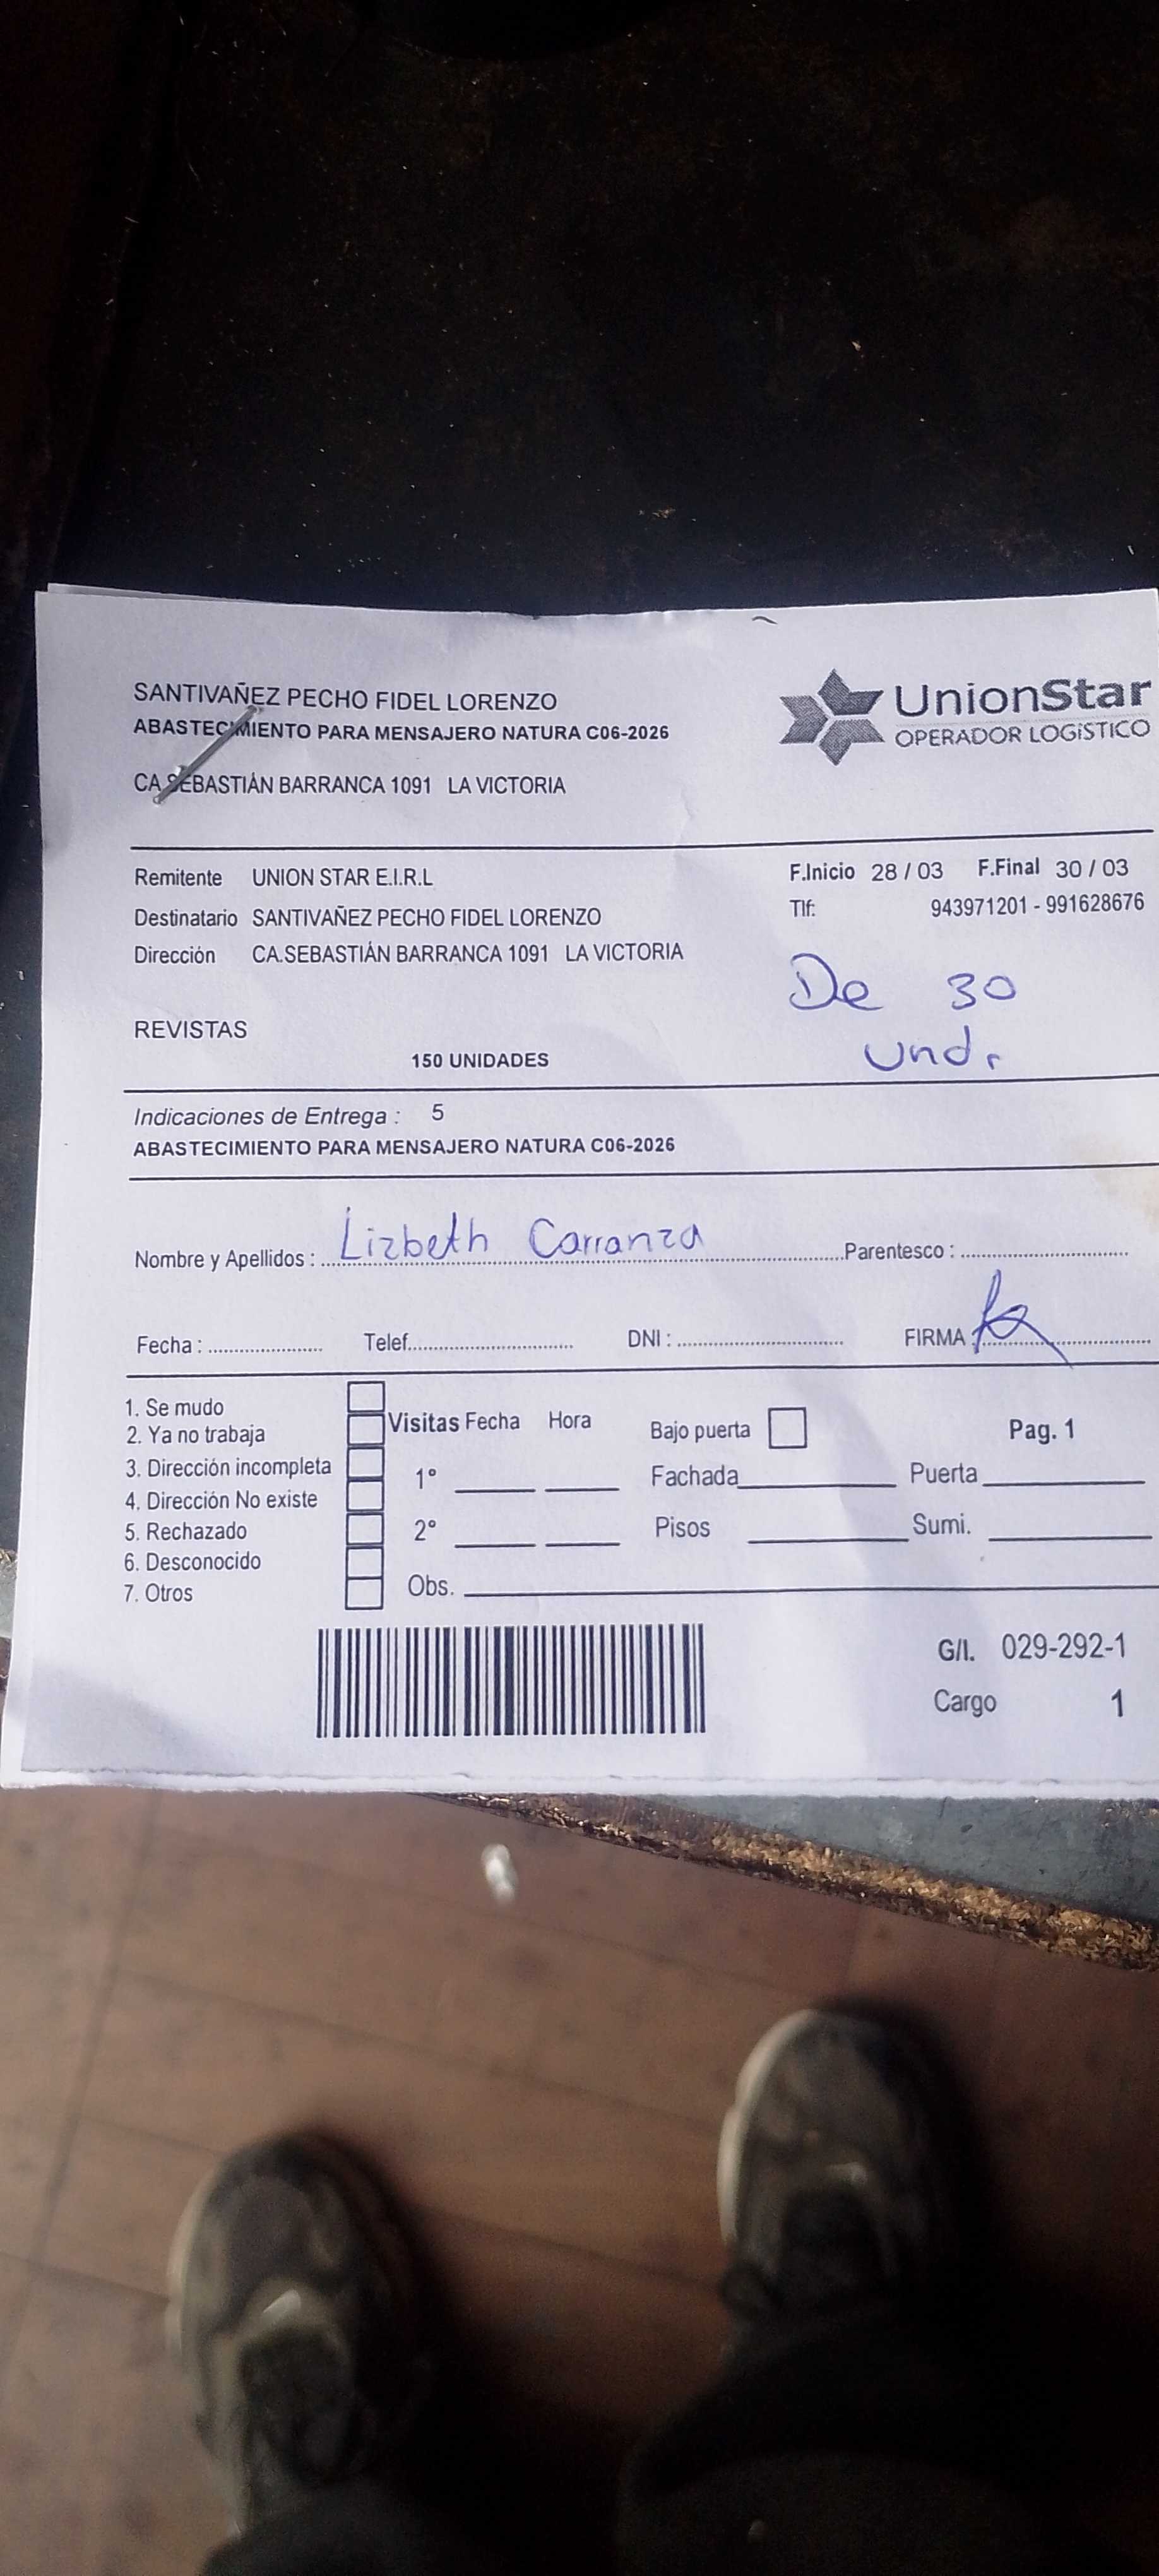 SANTIVAÑEZ PECHO FIDEL LORENZO
ABASTECIMIENTO PARA MENSAJERO NATURA C06-2026
CA.SEBASTIÁN BARRANCA 1091 LA VICTORIA
UnionStar
OPERADOR LOGíSTICO
Remitente UNION STAR E.I.R.L
F.Inicio 28 / 03 F.Final 30 / 03
Destinatario SANTIVAÑEZ PECHO FIDEL LORENZO
Tlf: 943971201 - 991628676
Dirección CA.SEBASTIÁN BARRANCA 1091 LA VICTORIA
De 30
und.
REVISTAS
150 UNIDADES
Indicaciones de Entrega : 5
ABASTECIMIENTO PARA MENSAJERO NATURA C06-2026
Nombre y Apellidos : Lizbeth Carranza Parentesco :
Fecha : Telef. DNI : FIRMA :
1. Se mudo
2. Ya no trabaja
3. Dirección incompleta
4. Dirección No existe
5. Rechazado
6. Desconocido
7. Otros
Visitas Fecha Hora
1°
2°
Obs.
Bajo puerta Pag. 1
Fachada Puerta
Pisos Sumi.
G/I. 029-292-1
Cargo 1